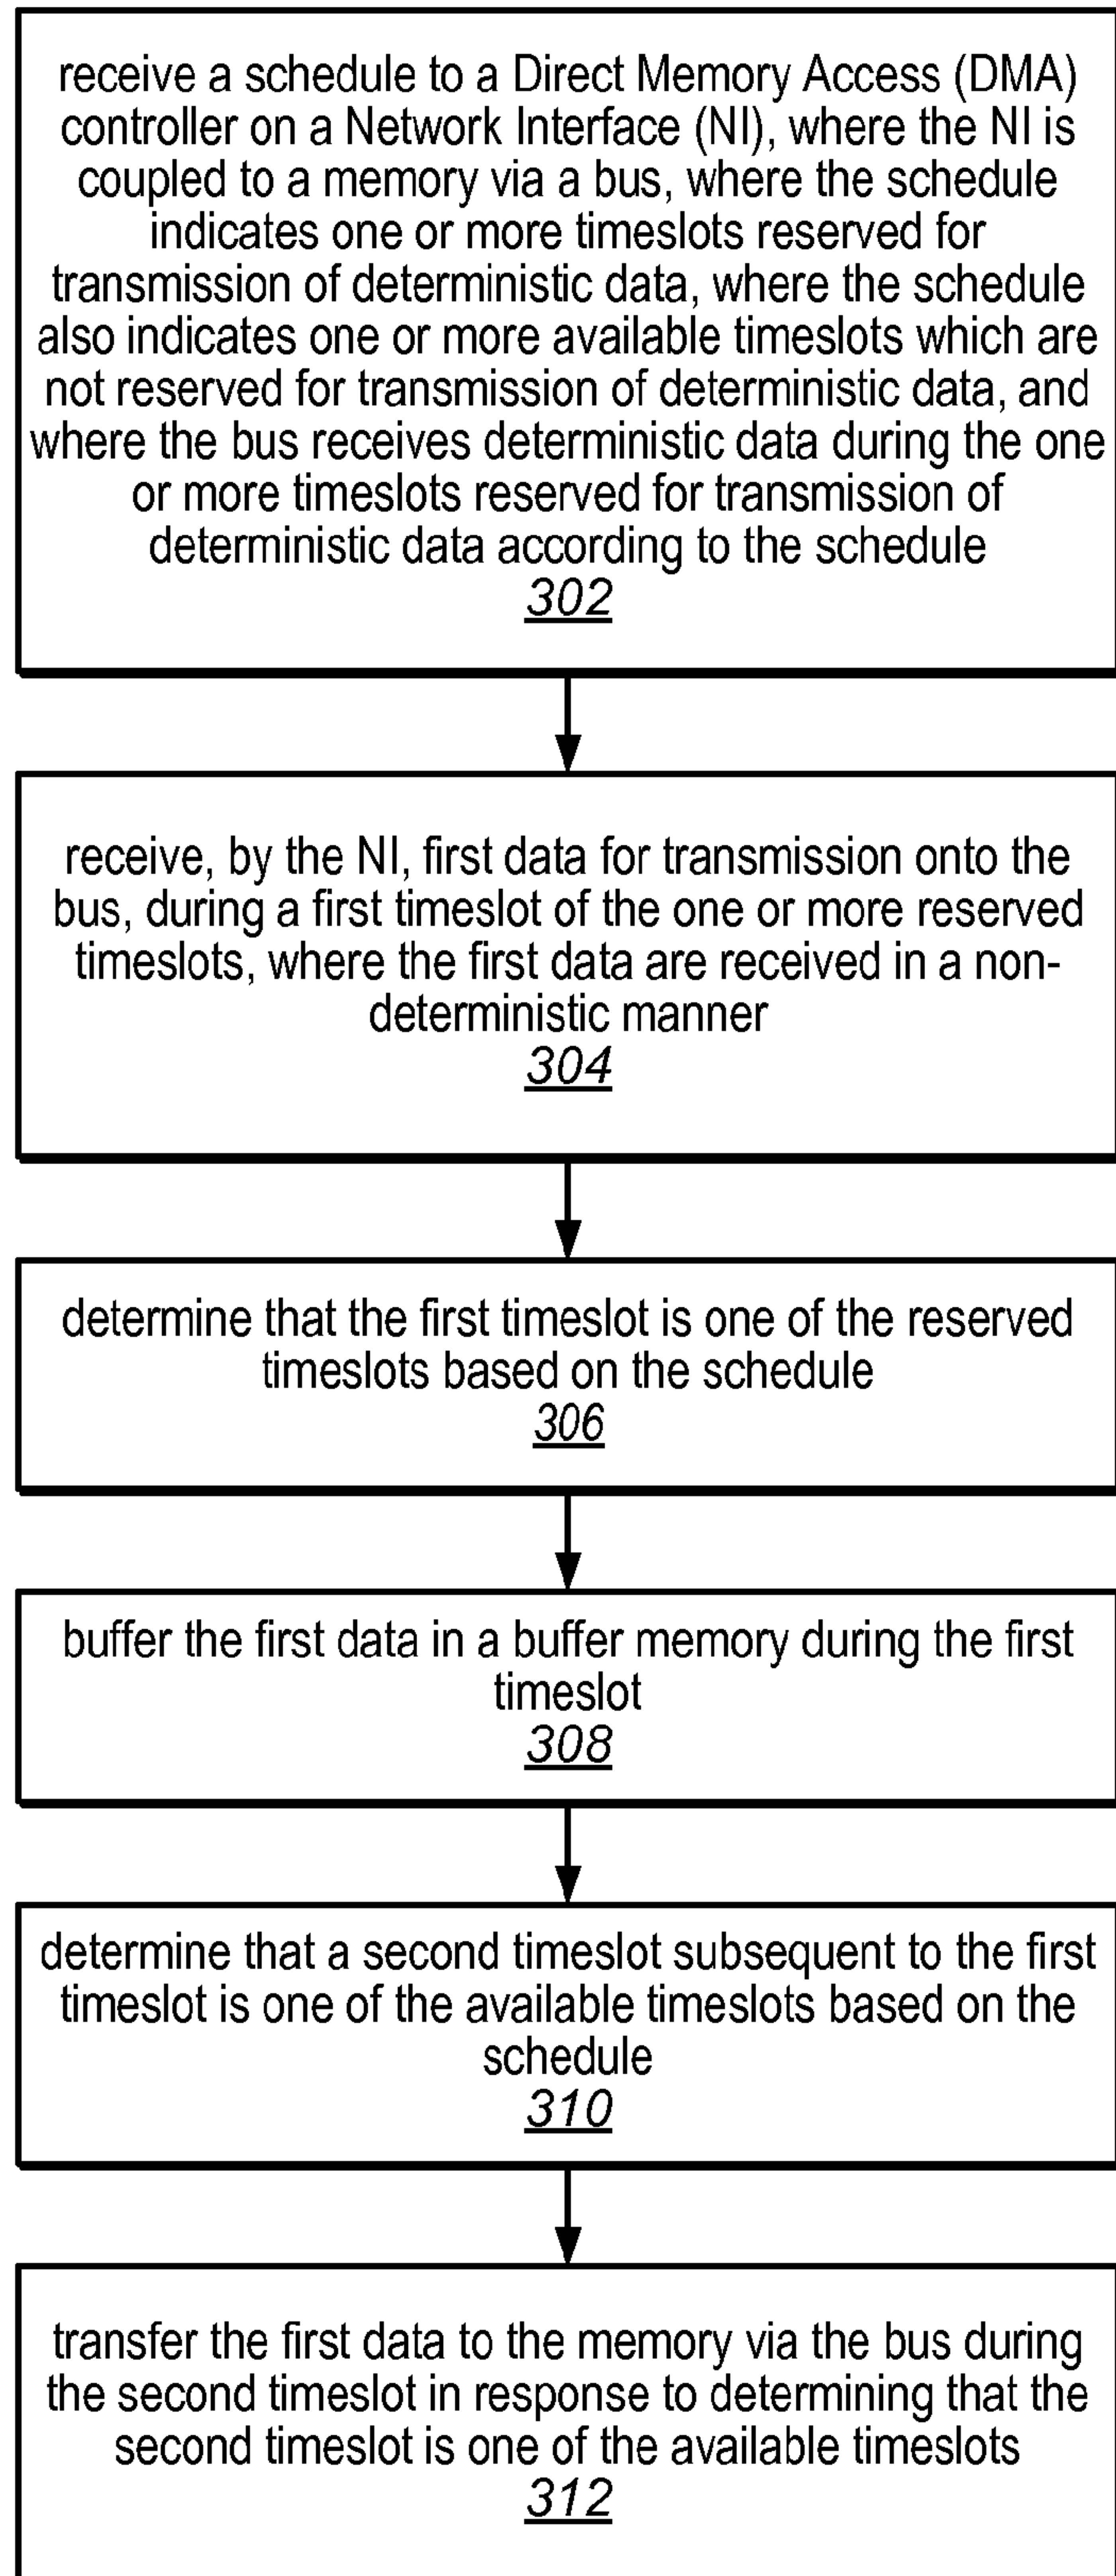 receive a schedule to a Direct Memory Access (DMA)
controller on a Network Interface (NI), where the NI is
coupled to a memory via a bus, where the schedule
indicates one or more timeslots reserved for
transmission of deterministic data, where the schedule
also indicates one or more available timeslots which are
not reserved for transmission of deterministic data, and
where the bus receives deterministic data during the one
or more timeslots reserved for transmission of
deterministic data according to the schedule
302
receive, by the NI, first data for transmission onto the
bus, during a first timeslot of the one or more reserved
timeslots, where the first data are received in a non-
deterministic manner
304
determine that the first timeslot is one of the reserved
timeslots based on the schedule
306
buffer the first data in a buffer memory during the first
timeslot
308
determine that a second timeslot subsequent to the first
timeslot is one of the available timeslots based on the
schedule
310
transfer the first data to the memory via the bus during
the second timeslot in response to determining that the
second timeslot is one of the available timeslots
312